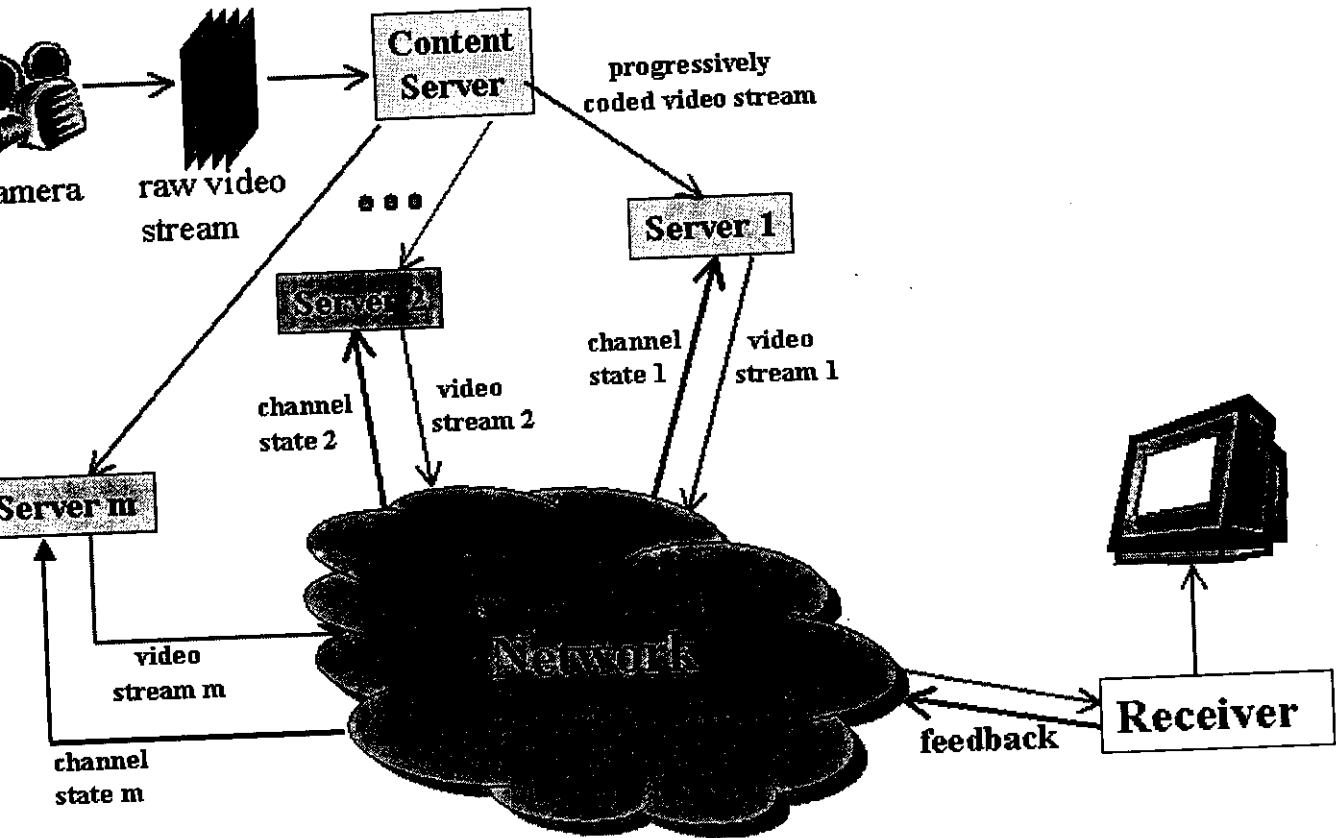 Content
Server
progressively
coded video stream
amera
raw video
stream
Server 1
Server 2
channel
state 1
video
stream 1
channel
state 2
video
stream 2
Server m
Network
video
stream m
channel
state m
feedback
Receiver